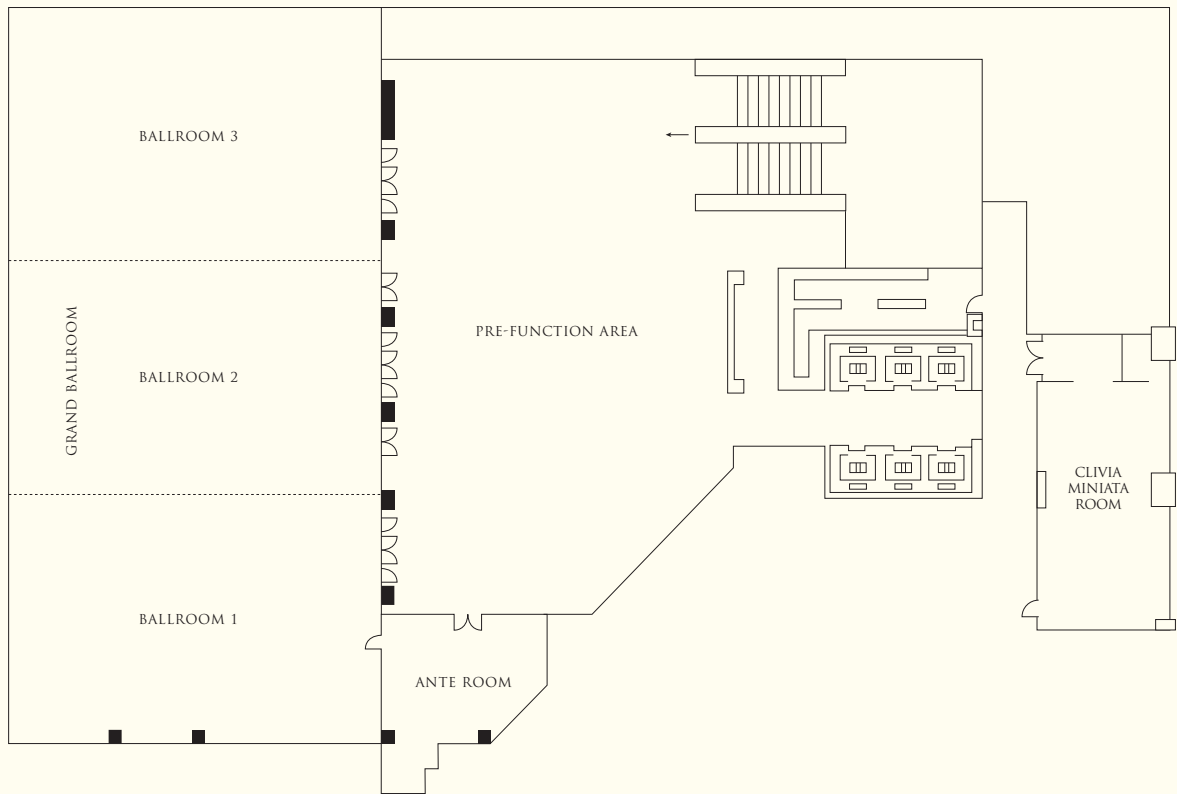 BALLROOM 3
PRE-FUNCTION AREA
GRAND BALLROOM
BALLROOM 2
CLIVIA
MINIATA
ROOM
BALLROOM 1
ANTE ROOM